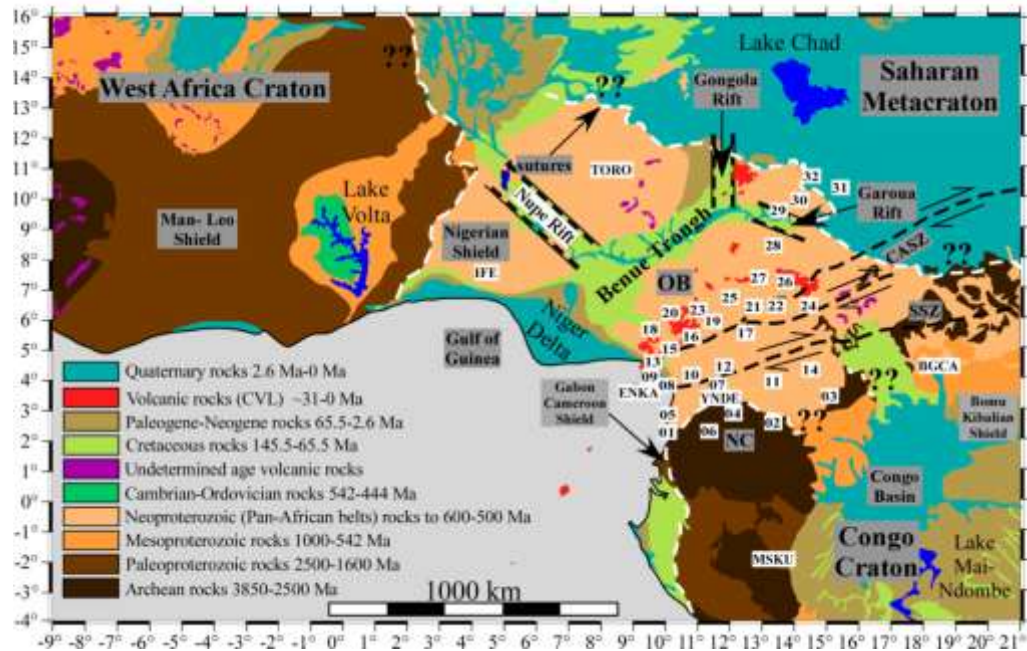 16°
15°
14°
13°
12°
11°
10°
9°
8°
7°
6°
5°
4°
3°
2°
1°
0°
-1°
-2°
-3°
-4°
West Africa Craton
??
Lake Chad
Saharan
Metacraton
Gongola
Rift
??
sutures
TORO
32
31
Lake
Volta
Nupe Rift
30
29
Garoua
Rift
Man- Leo
Shield
Nigerian
Shield
IFE
Benue Trough
28
CASZ
??
OB
27
26
25
24
23
22
21
20
19
18
17
16
15
SSZ
Niger
Delta
Gulf of
Guinea
13
09
ENKA
08
10
12
07
YNDE
11
14
03
??
BGCA
Gabon
Cameroon
Shield
05
01
04
06
NC
02
??
Bomu
Kibalian
Shield
Congo
Basin
Congo
Craton
Lake
Mai-
Ndombe
MSKU
Quaternary rocks 2.6 Ma-0 Ma
Volcanic rocks (CVL) ~31-0 Ma
Paleogene-Neogene rocks 65.5-2.6 Ma
Cretaceous rocks 145.5-65.5 Ma
Undetermined age volcanic rocks
Cambrian-Ordovician rocks 542-444 Ma
Neoproterozoic (Pan-African belts) rocks to 600-500 Ma
Mesoproterozoic rocks 1000-542 Ma
Paleoproterozoic rocks 2500-1600 Ma
Archean rocks 3850-2500 Ma
1000 km
-9° -8° -7° -6° -5° -4° -3° -2° -1° 0° 1° 2° 3° 4° 5° 6° 7° 8° 9° 10° 11° 12° 13° 14° 15° 16° 17° 18° 19° 20° 21°